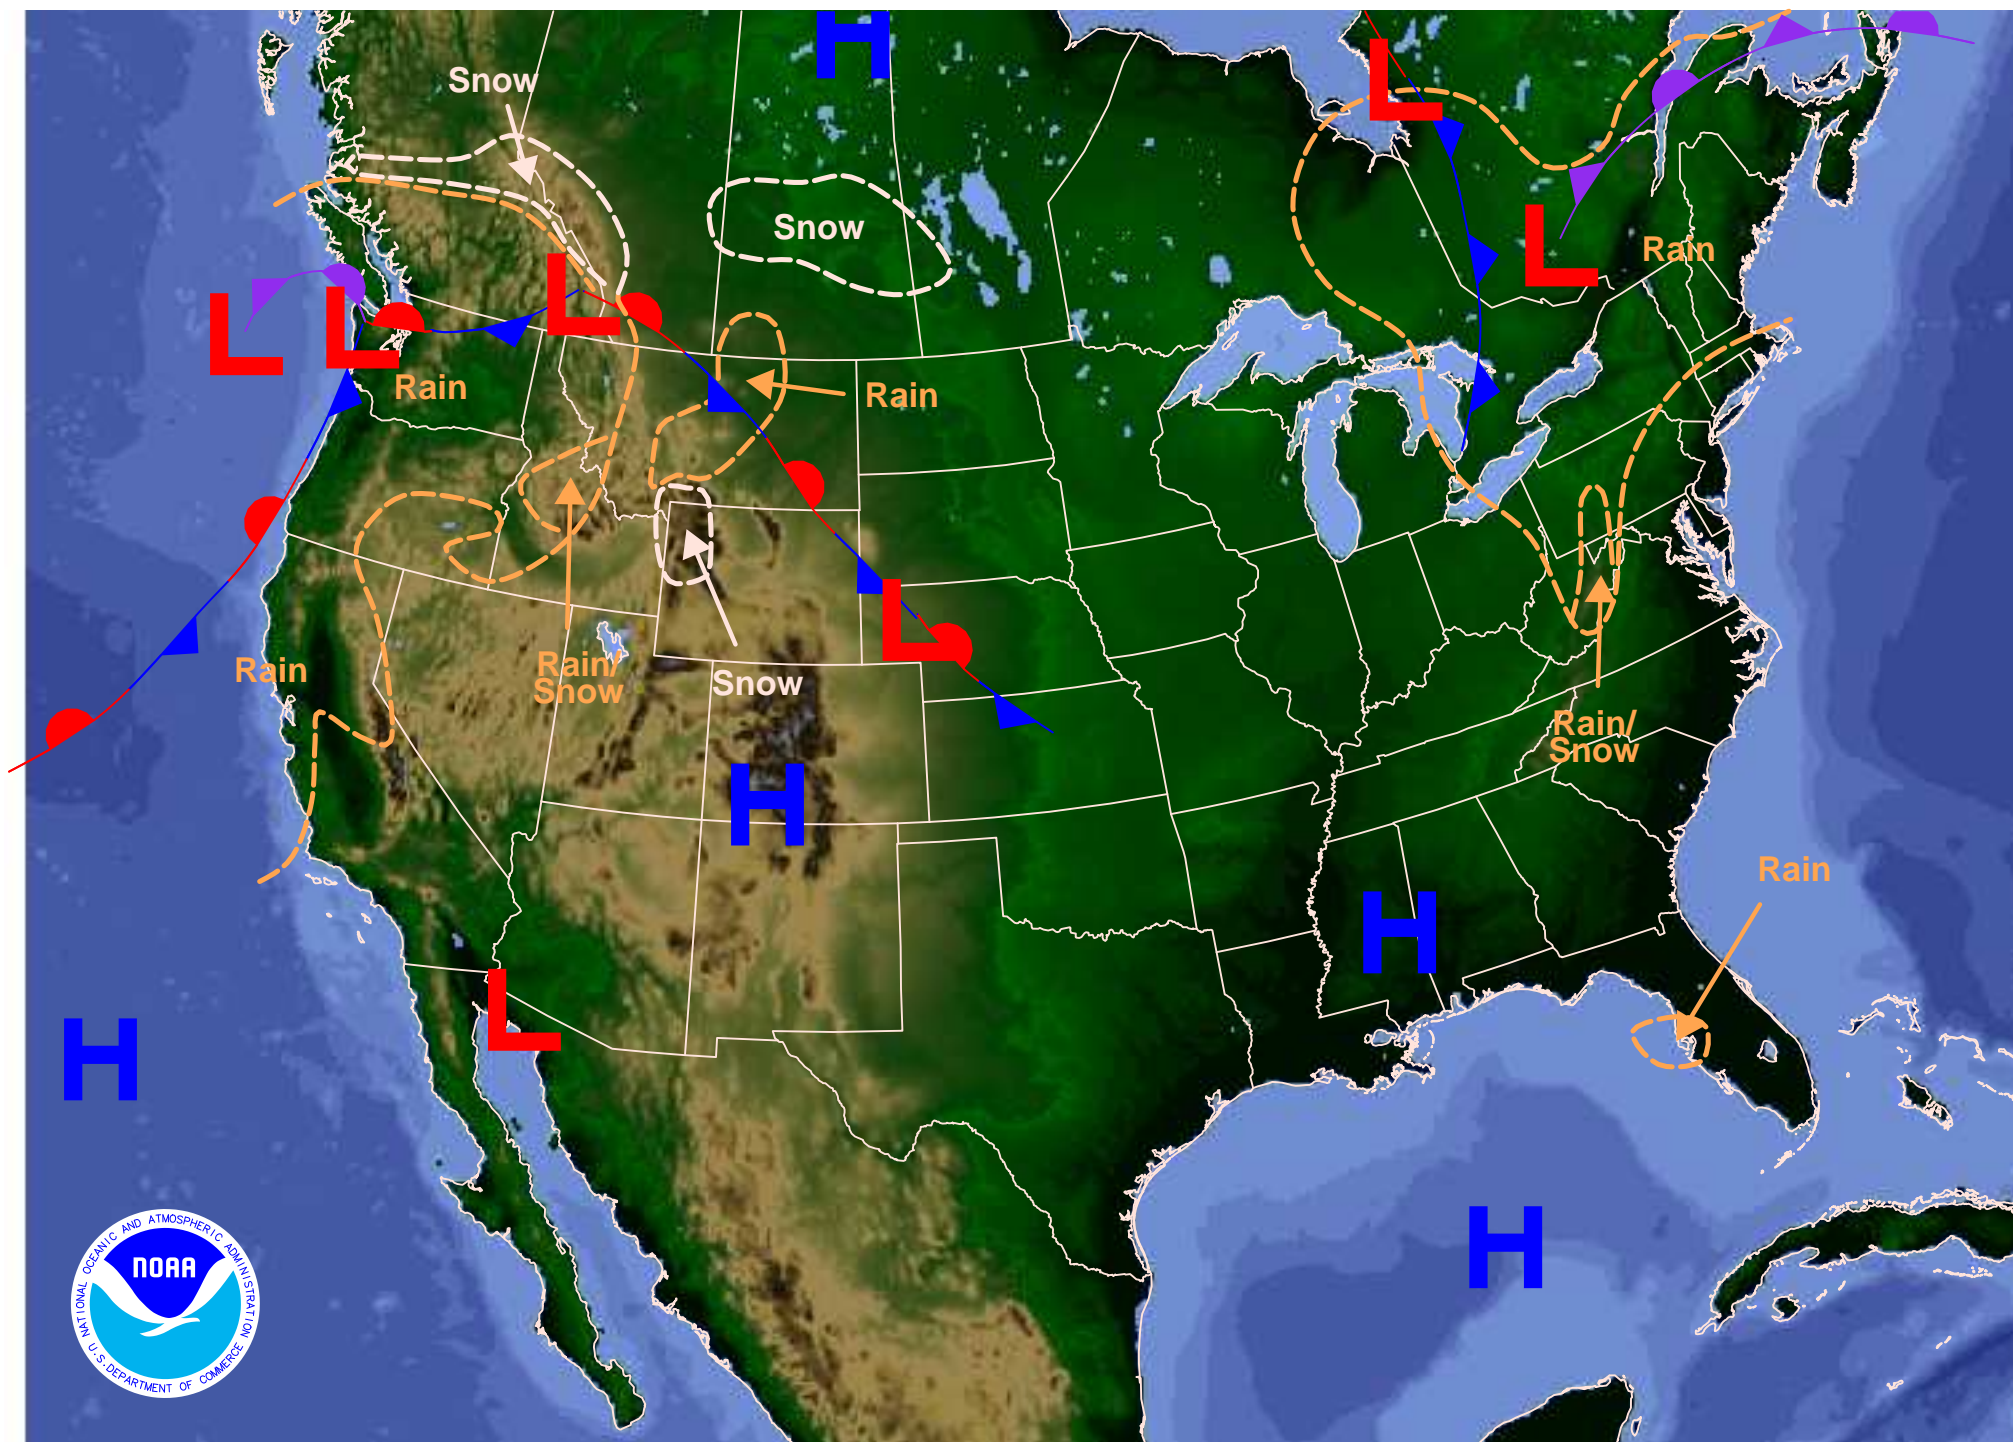 H
Snow
L
Snow
L
Rain
L
L
L
Rain
Rain
H
L
Rain
Rain/
Snow
Snow
Rain/
Snow
H
Rain
H
L
H
H
NATIONAL OCEANIC AND ATMOSPHERIC ADMINISTRATION
NOAA
U.S. DEPARTMENT OF COMMERCE